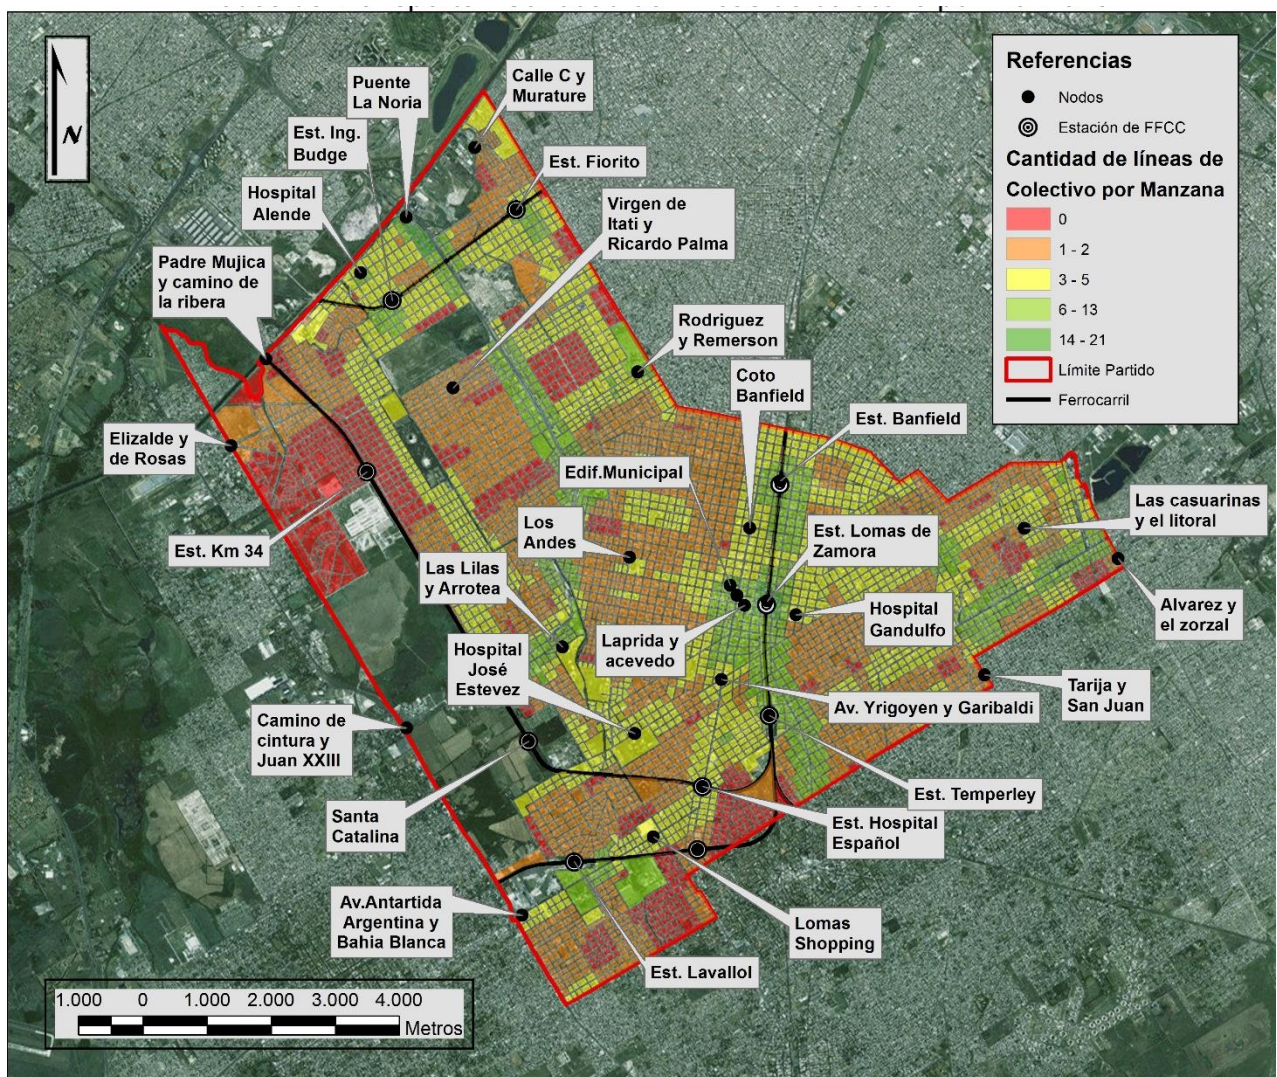 Puente
La Noria
Calle C y
Murature
Est. Ing.
Budge
Est. Fiorito
Hospital
Alende
Virgen de
Itati y
Ricardo Palma
Padre Mujica
y camino de
la ribera
Rodriguez
y Remerson
Coto
Banfield
Est. Banfield
Elizalde y
de Rosas
Edif.Municipal
Las casuarinas
y el litoral
Est. Km 34
Los
Andes
Est. Lomas de
Zamora
Las Lilas
y Arrotea
Hospital
Gandulfo
Alvarez y
el zorzal
Laprida y
acevedo
Hospital
José
Estevez
Tarija y
San Juan
Av. Yrigoyen y Garibaldi
Camino de
cintura y
Juan XXIII
Est. Temperley
Santa
Catalina
Est. Hospital
Español
Av.Antartida
Argentina y
Bahia Blanca
Lomas
Shopping
Est. Lavallol
N
Referencias
Nodos
Estación de FFCC
Cantidad de líneas de
Colectivo por Manzana
0
1 - 2
3 - 5
6 - 13
14 - 21
Límite Partido
Ferrocarril
1.000 0 1.000 2.000 3.000 4.000
Metros